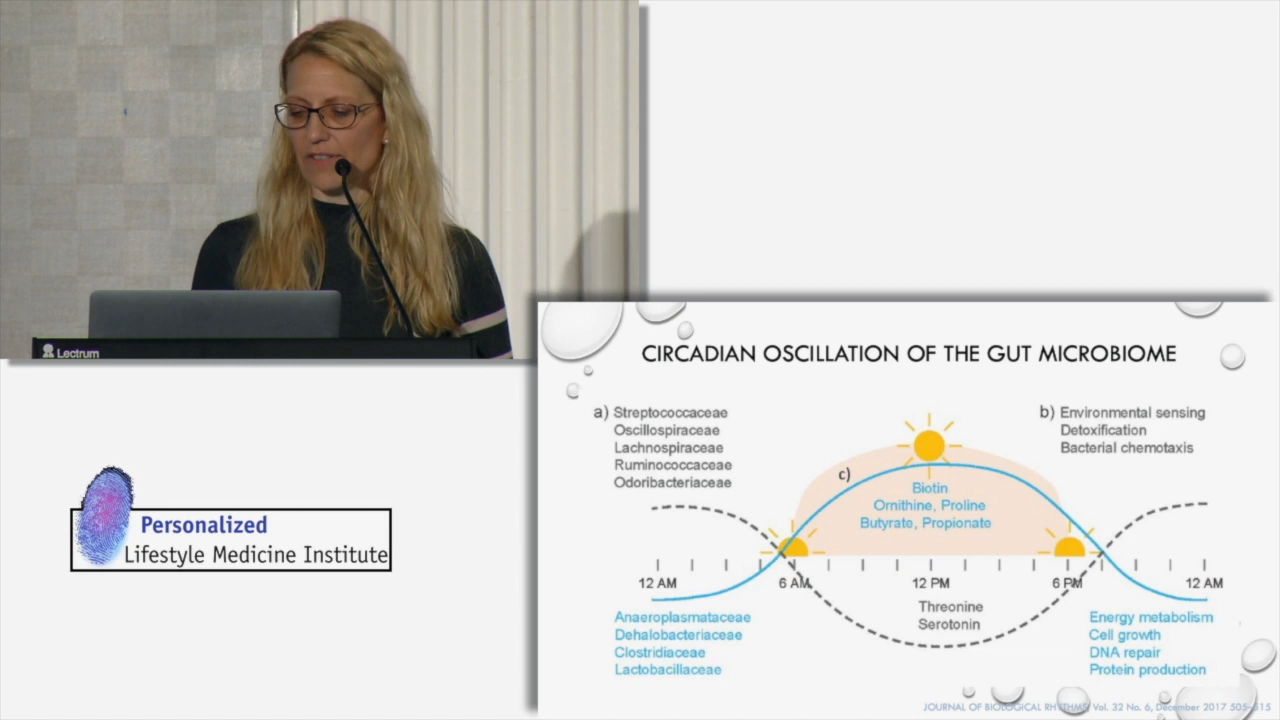 Lectrum
Personalized
Lifestyle Medicine Institute
CIRCADIAN OSCILLATION OF THE GUT MICROBIOME
a) Streptococcaceae
Oscillospiraceae
Lachnospiraceae
Ruminococcaceae
Odoribacteriaceae
b) Environmental sensing
Detoxification
Bacterial chemotaxis
c)
Biotin
Ornithine, Proline
Butyrate, Propionate
12 AM 6 AM 12 PM 6 PM 12 AM
Threonine
Serotonin
Anaeroplasmataceae
Dehalobacteriaceae
Clostridiaceae
Lactobacillaceae
Energy metabolism
Cell growth
DNA repair
Protein production
JOURNAL OF BIOLOGICAL RHYTHMS Vol. 32 No. 6, December 2017 505–515